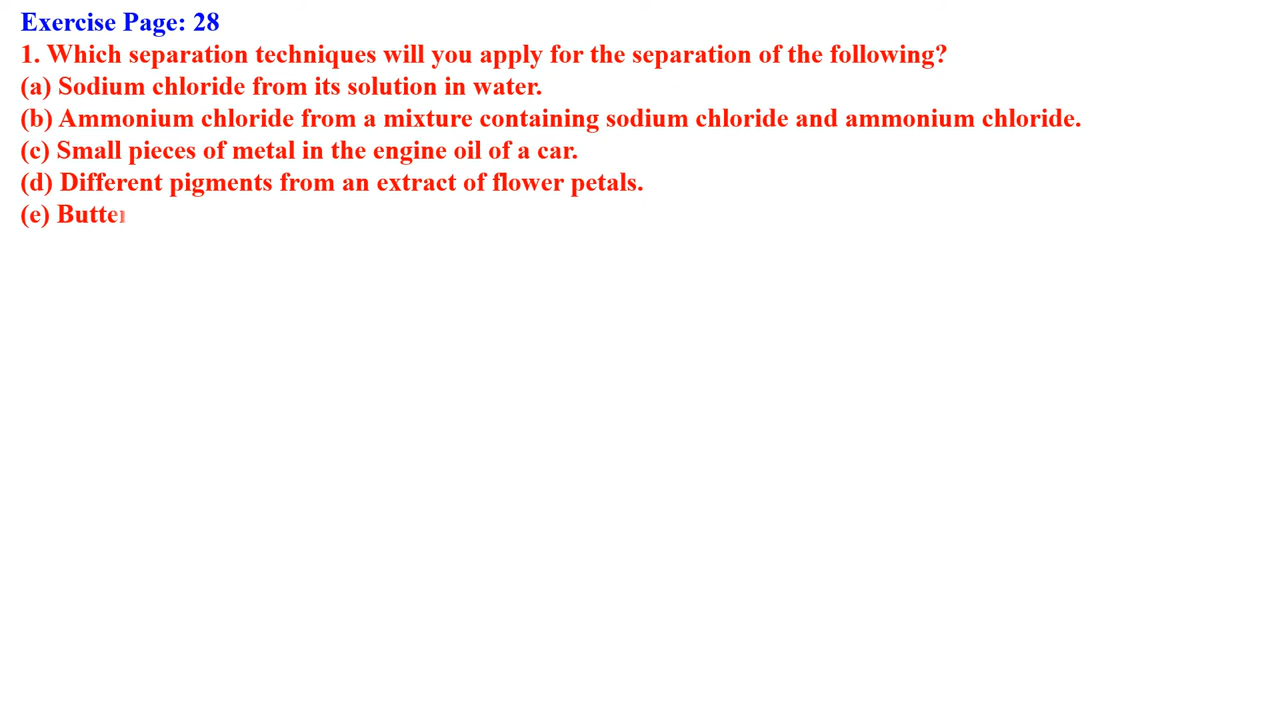 Exercise Page: 28
1. Which separation techniques will you apply for the separation of the following?
(a) Sodium chloride from its solution in water.
(b) Ammonium chloride from a mixture containing sodium chloride and ammonium chloride.
(c) Small pieces of metal in the engine oil of a car.
(d) Different pigments from an extract of flower petals.
(e) Butter